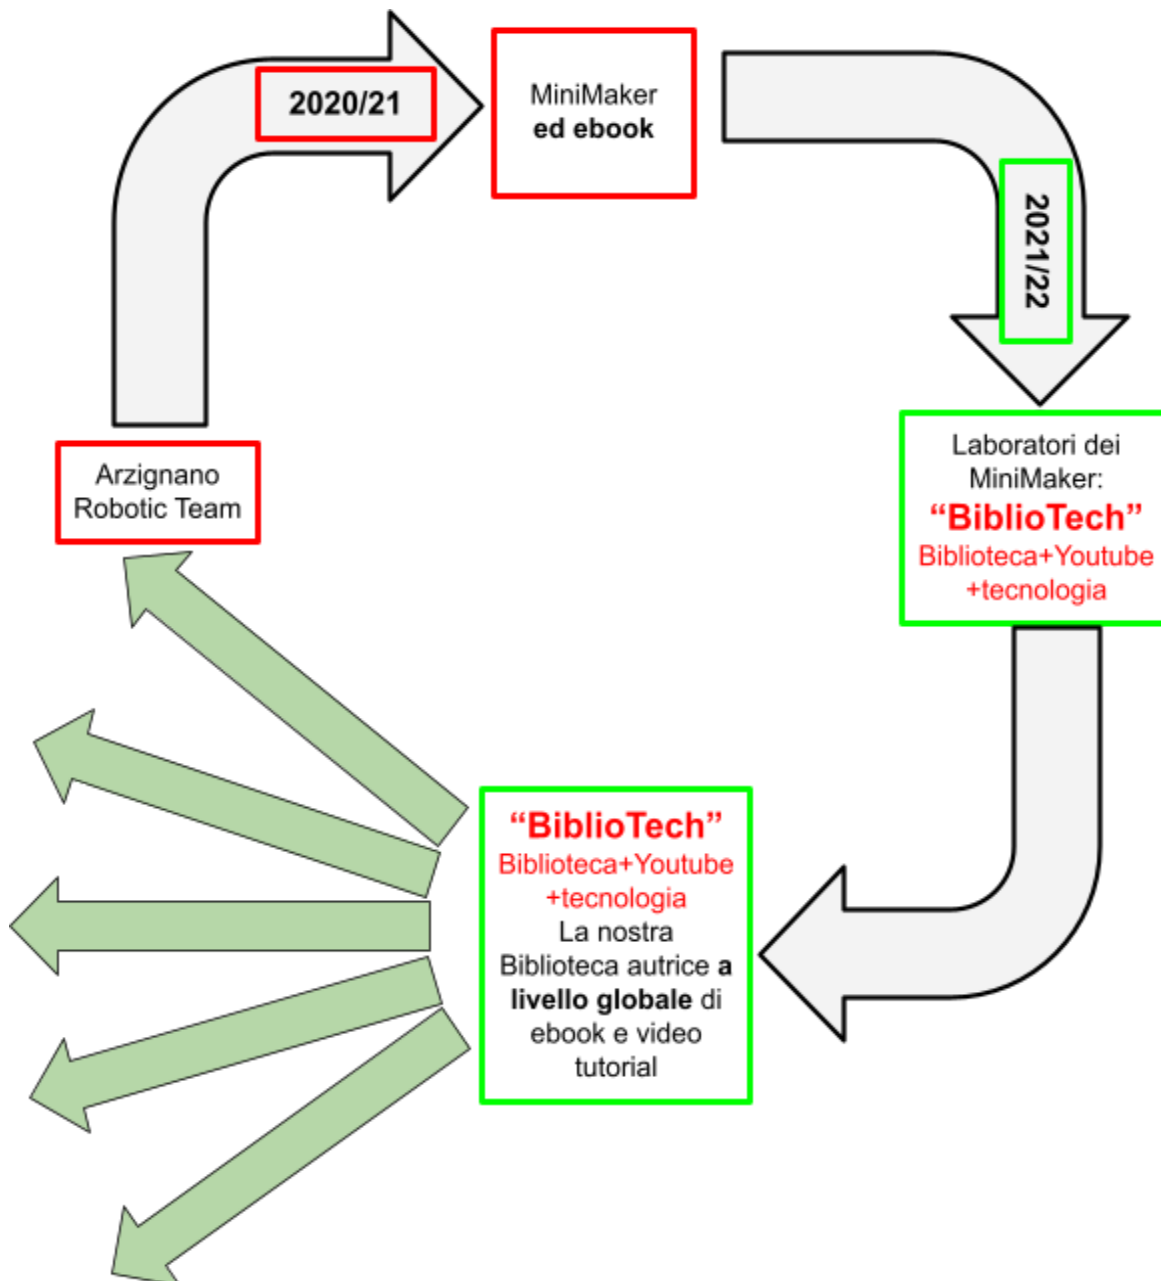 2020/21
MiniMaker
ed ebook
2021/22
Arzignano
Robotic Team
Laboratori dei
MiniMaker:
“BiblioTech”
Biblioteca+Youtube
+tecnologia
“BiblioTech”
Biblioteca+Youtube
+tecnologia
La nostra
Biblioteca autrice a
livello globale di
ebook e video
tutorial